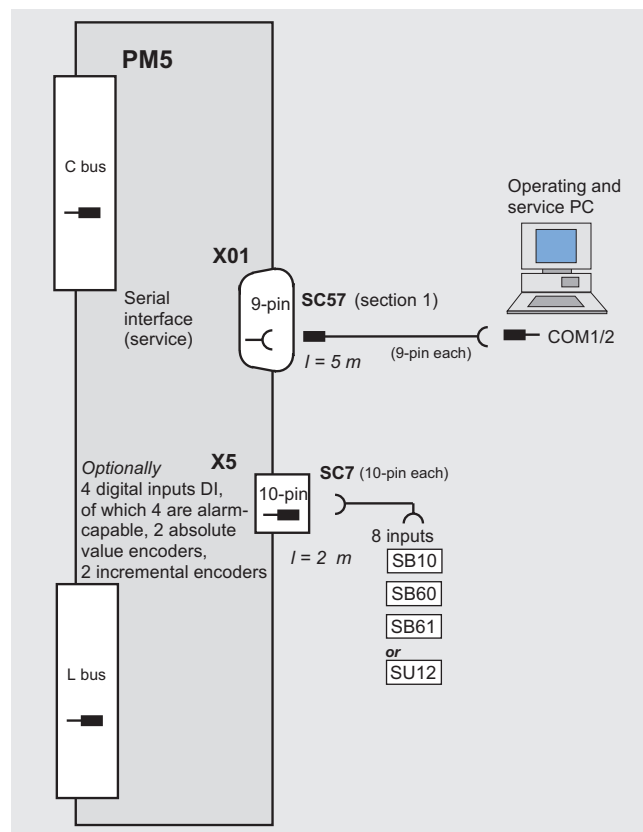 PM5
C bus
X01
Serial
interface
(service)
9-pin
SC57 (section 1)
l = 5 m
(9-pin each)
Operating and
service PC
COM1/2
Optionally
4 digital inputs DI,
of which 4 are alarm-
capable, 2 absolute
value encoders,
2 incremental encoders
X5
10-pin
SC7 (10-pin each)
l = 2 m
8 inputs
SB10
SB60
SB61
or
SU12
L bus